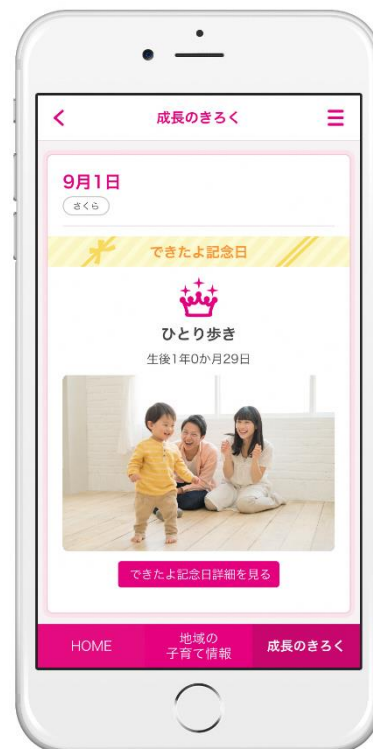 成長のきろく
9月1日
さくら
できたよ記念日
ひとり歩き
生後1年0か月29日
できたよ記念日詳細を見る
HOME
地域の
子育て情報
成長のきろく